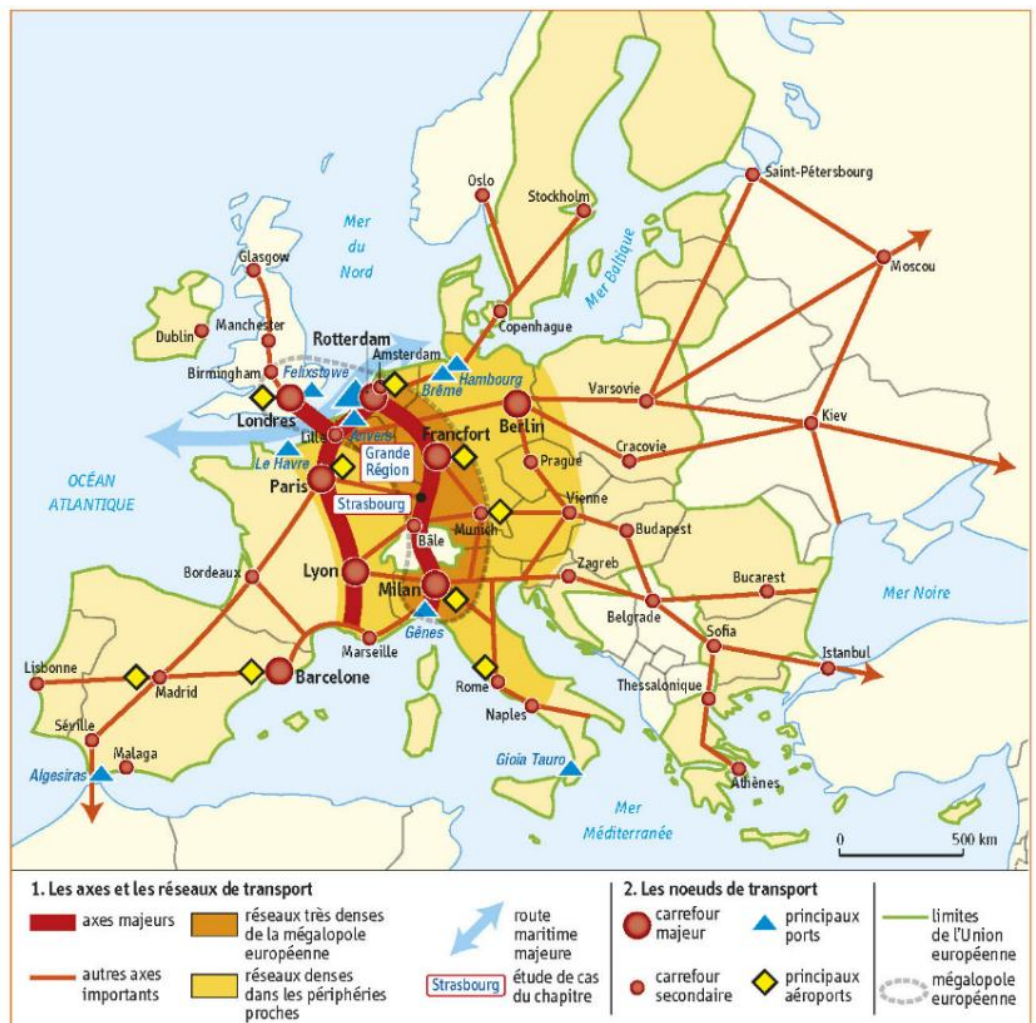 Oslo
Stockholm
Saint-Pétersbourg
Moscou
Mer
du
Nord
Mer Baltique
Glasgow
Dublin
Manchester
Birmingham
Copenhague
Rotterdam
Amsterdam
Felixstowe
Brême
Hambourg
Londres
Varsovie
Kiev
Berlin
Lille
Anvers
Francfort
Cracovie
Le Havre
Grande
Région
Prague
Paris
Strasbourg
Vienne
OCÉAN
ATLANTIQUE
Munich
Bâle
Budapest
Lyon
Milan
Zagreb
Bucarest
Mer Noire
Bordeaux
Belgrade
Gênes
Marseille
Sofia
Istanbul
Lisbonne
Madrid
Barcelone
Rome
Thessalonique
Naples
Séville
Malaga
Algesiras
Gioia Tauro
Athènes
Mer
Méditerranée
0
500 km
1. Les axes et les réseaux de transport
axes majeurs
autres axes
importants
réseaux très denses
de la mégalopole
européenne
réseaux denses
dans les périphéries
proches
route
maritime
majeure
Strasbourg
étude de cas
du chapitre
2. Les noeuds de transport
carrefour
majeur
carrefour
secondaire
principaux
ports
principaux
aéroports
limites
de l'Union
européenne
mégalopole
européenne